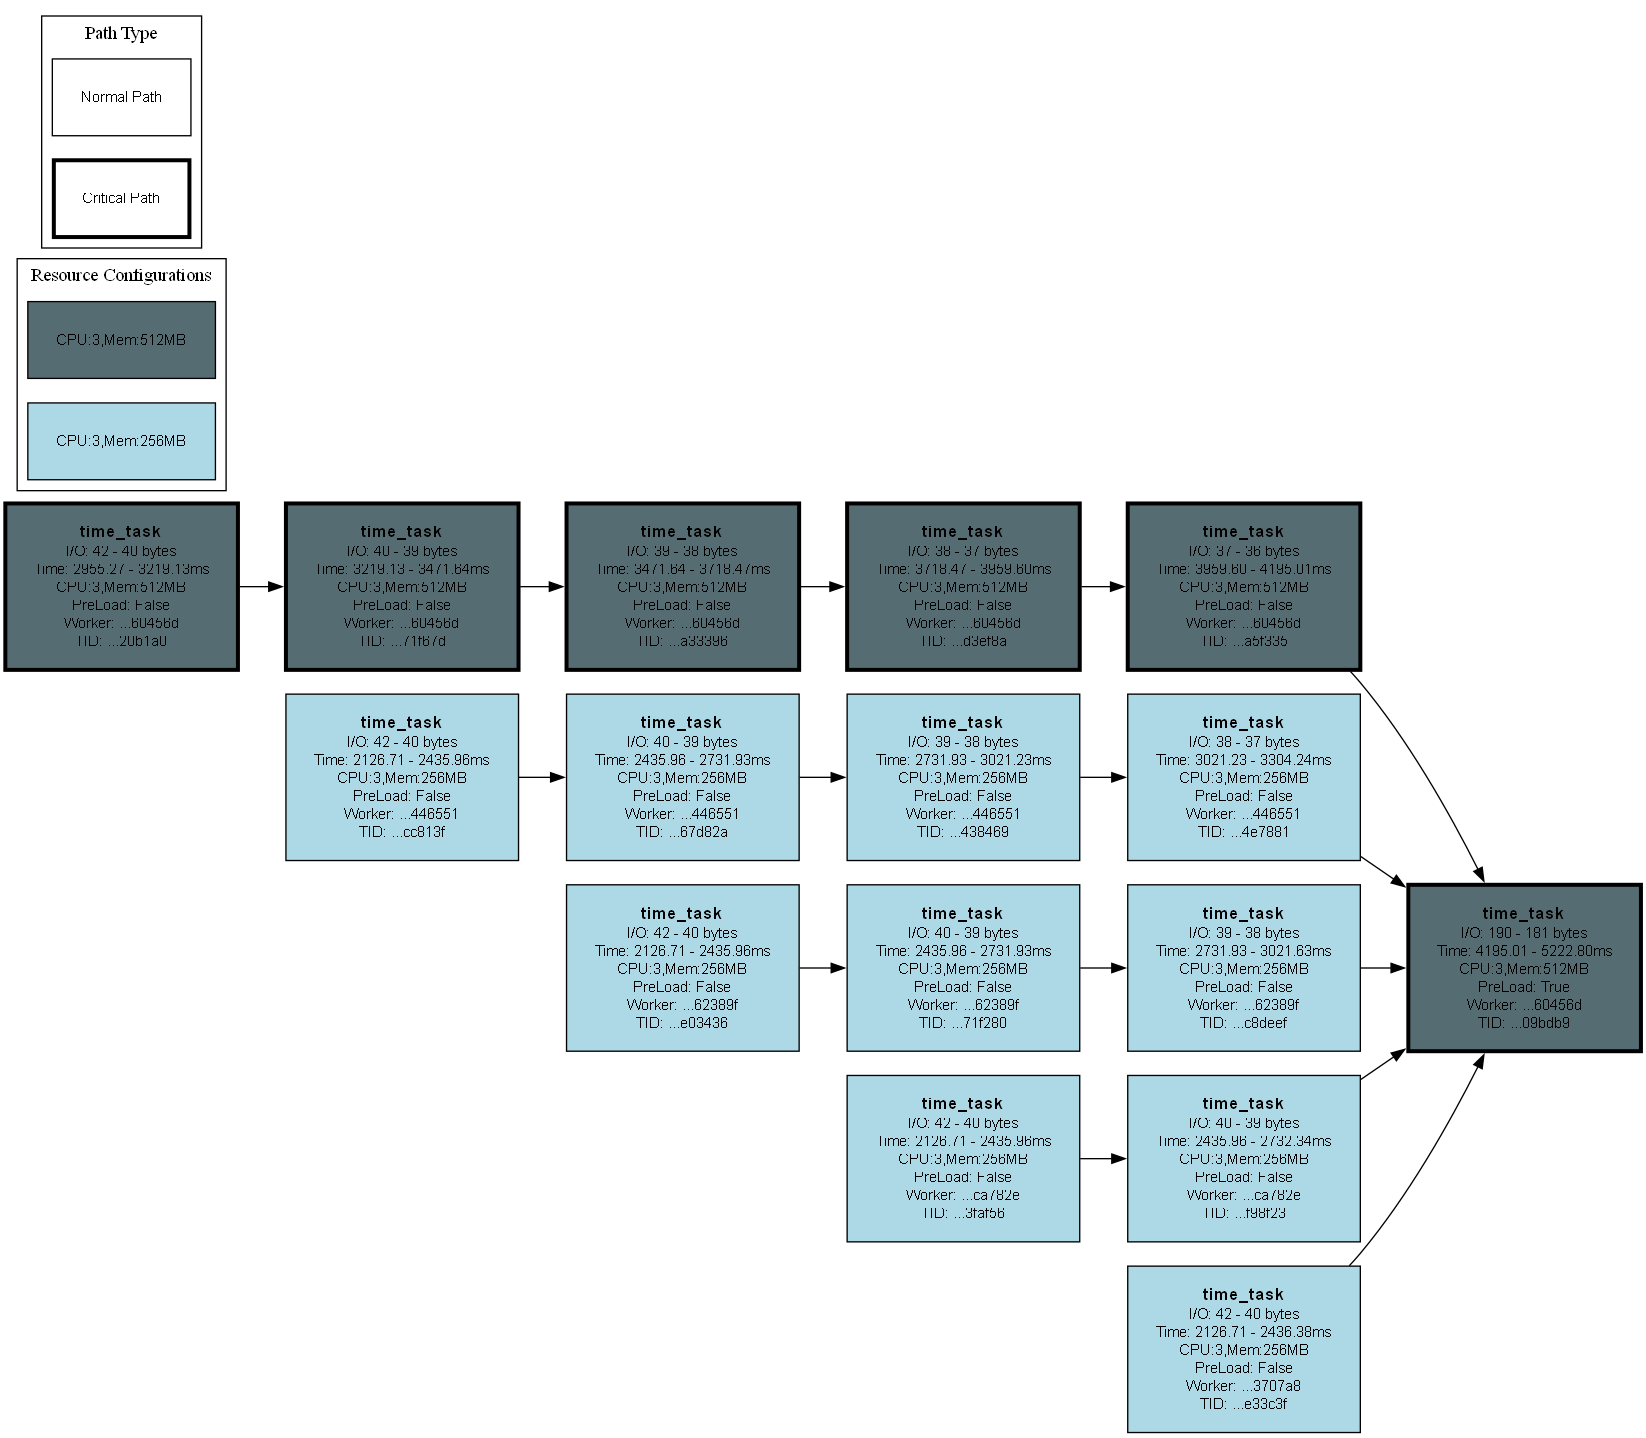 Path Type
Normal Path
Critical Path
Resource Configurations
CPU:3,Mem:512MB
CPU:3,Mem:256MB
time_task
I/O: 42 - 40 bytes
Time: 2955.27 - 3219.13ms
CPU:3,Mem:512MB
PreLoad: False
Worker: ...60456d
TID: ...20b1a0
time_task
I/O: 40 - 39 bytes
Time: 3219.13 - 3471.64ms
CPU:3,Mem:512MB
PreLoad: False
Worker: ...60456d
TID: ...71f67d
time_task
I/O: 39 - 38 bytes
Time: 3471.64 - 3718.47ms
CPU:3,Mem:512MB
PreLoad: False
Worker: ...60456d
TID: ...a33396
time_task
I/O: 38 - 37 bytes
Time: 3718.47 - 3959.60ms
CPU:3,Mem:512MB
PreLoad: False
Worker: ...60456d
TID: ...d3ef8a
time_task
I/O: 37 - 36 bytes
Time: 3959.60 - 4195.01ms
CPU:3,Mem:512MB
PreLoad: False
Worker: ...60456d
TID: ...a5f335
time_task
I/O: 42 - 40 bytes
Time: 2126.71 - 2435.96ms
CPU:3,Mem:256MB
PreLoad: False
Worker: ...446551
TID: ...cc813f
time_task
I/O: 40 - 39 bytes
Time: 2435.96 - 2731.93ms
CPU:3,Mem:256MB
PreLoad: False
Worker: ...446551
TID: ...67d82a
time_task
I/O: 39 - 38 bytes
Time: 2731.93 - 3021.23ms
CPU:3,Mem:256MB
PreLoad: False
Worker: ...446551
TID: ...438469
time_task
I/O: 38 - 37 bytes
Time: 3021.23 - 3304.24ms
CPU:3,Mem:256MB
PreLoad: False
Worker: ...446551
TID: ...4e7881
time_task
I/O: 42 - 40 bytes
Time: 2126.71 - 2435.96ms
CPU:3,Mem:256MB
PreLoad: False
Worker: ...62389f
TID: ...e03436
time_task
I/O: 40 - 39 bytes
Time: 2435.96 - 2731.93ms
CPU:3,Mem:256MB
PreLoad: False
Worker: ...62389f
TID: ...71f280
time_task
I/O: 39 - 38 bytes
Time: 2731.93 - 3021.63ms
CPU:3,Mem:256MB
PreLoad: False
Worker: ...62389f
TID: ...c8deef
time_task
I/O: 190 - 181 bytes
Time: 4195.01 - 5222.80ms
CPU:3,Mem:512MB
PreLoad: True
Worker: ...60456d
TID: ...09bdb9
time_task
I/O: 42 - 40 bytes
Time: 2126.71 - 2435.96ms
CPU:3,Mem:256MB
PreLoad: False
Worker: ...ca782e
TID: ...3faf56
time_task
I/O: 40 - 39 bytes
Time: 2435.96 - 2732.34ms
CPU:3,Mem:256MB
PreLoad: False
Worker: ...ca782e
TID: ...f98f23
time_task
I/O: 42 - 40 bytes
Time: 2126.71 - 2436.38ms
CPU:3,Mem:256MB
PreLoad: False
Worker: ...3707a8
TID: ...e33c3f